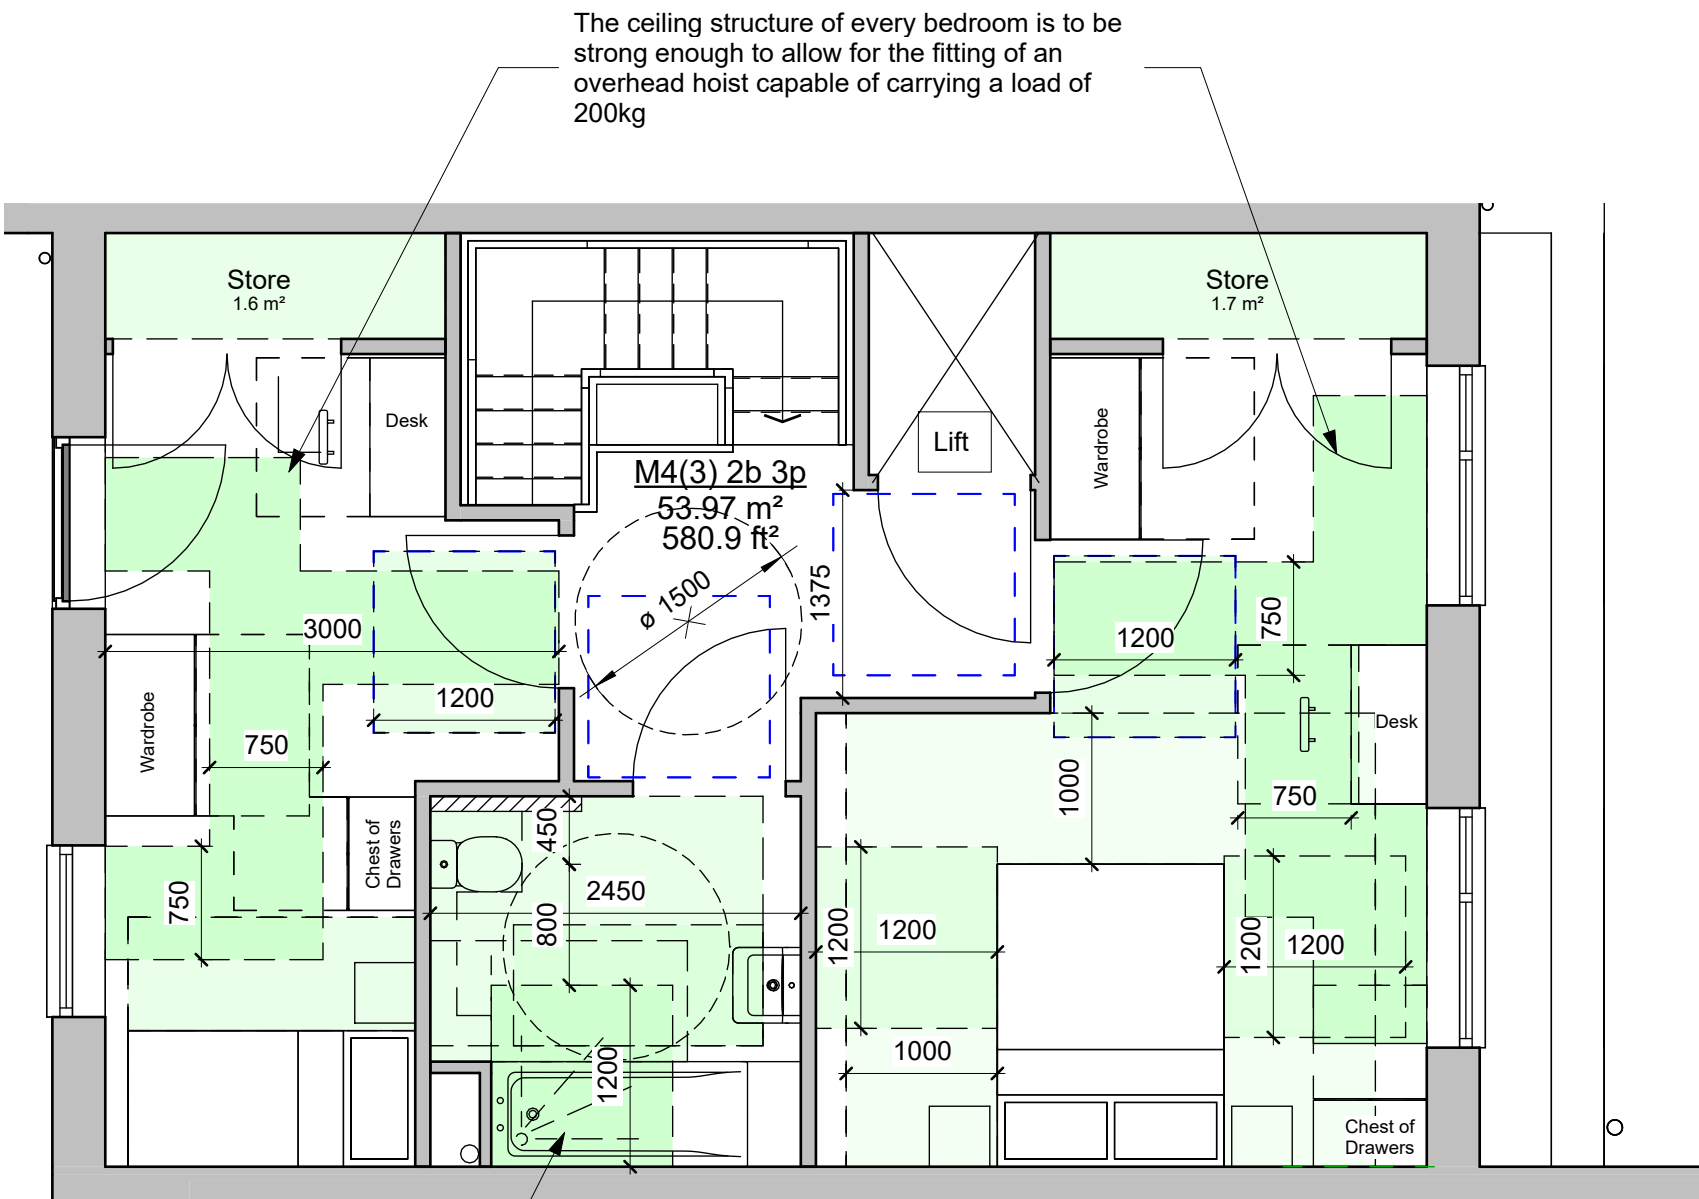 The ceiling structure of every bedroom is to be
strong enough to allow for the fitting of an
overhead hoist capable of carrying a load of
200kg
Store
1.6 m²
Store
1.7 m²
Desk
Wardrobe
Lift
M4(3) 2b 3p
53.97 m²
580.9 ft²
ø 1500
1375
3000
1200
1200
750
Wardrobe
750
Desk
1000
750
Chest of
Drawers
450
2450
800
750
1200
1200
1200
1200
1000
1200
Chest of
Drawers